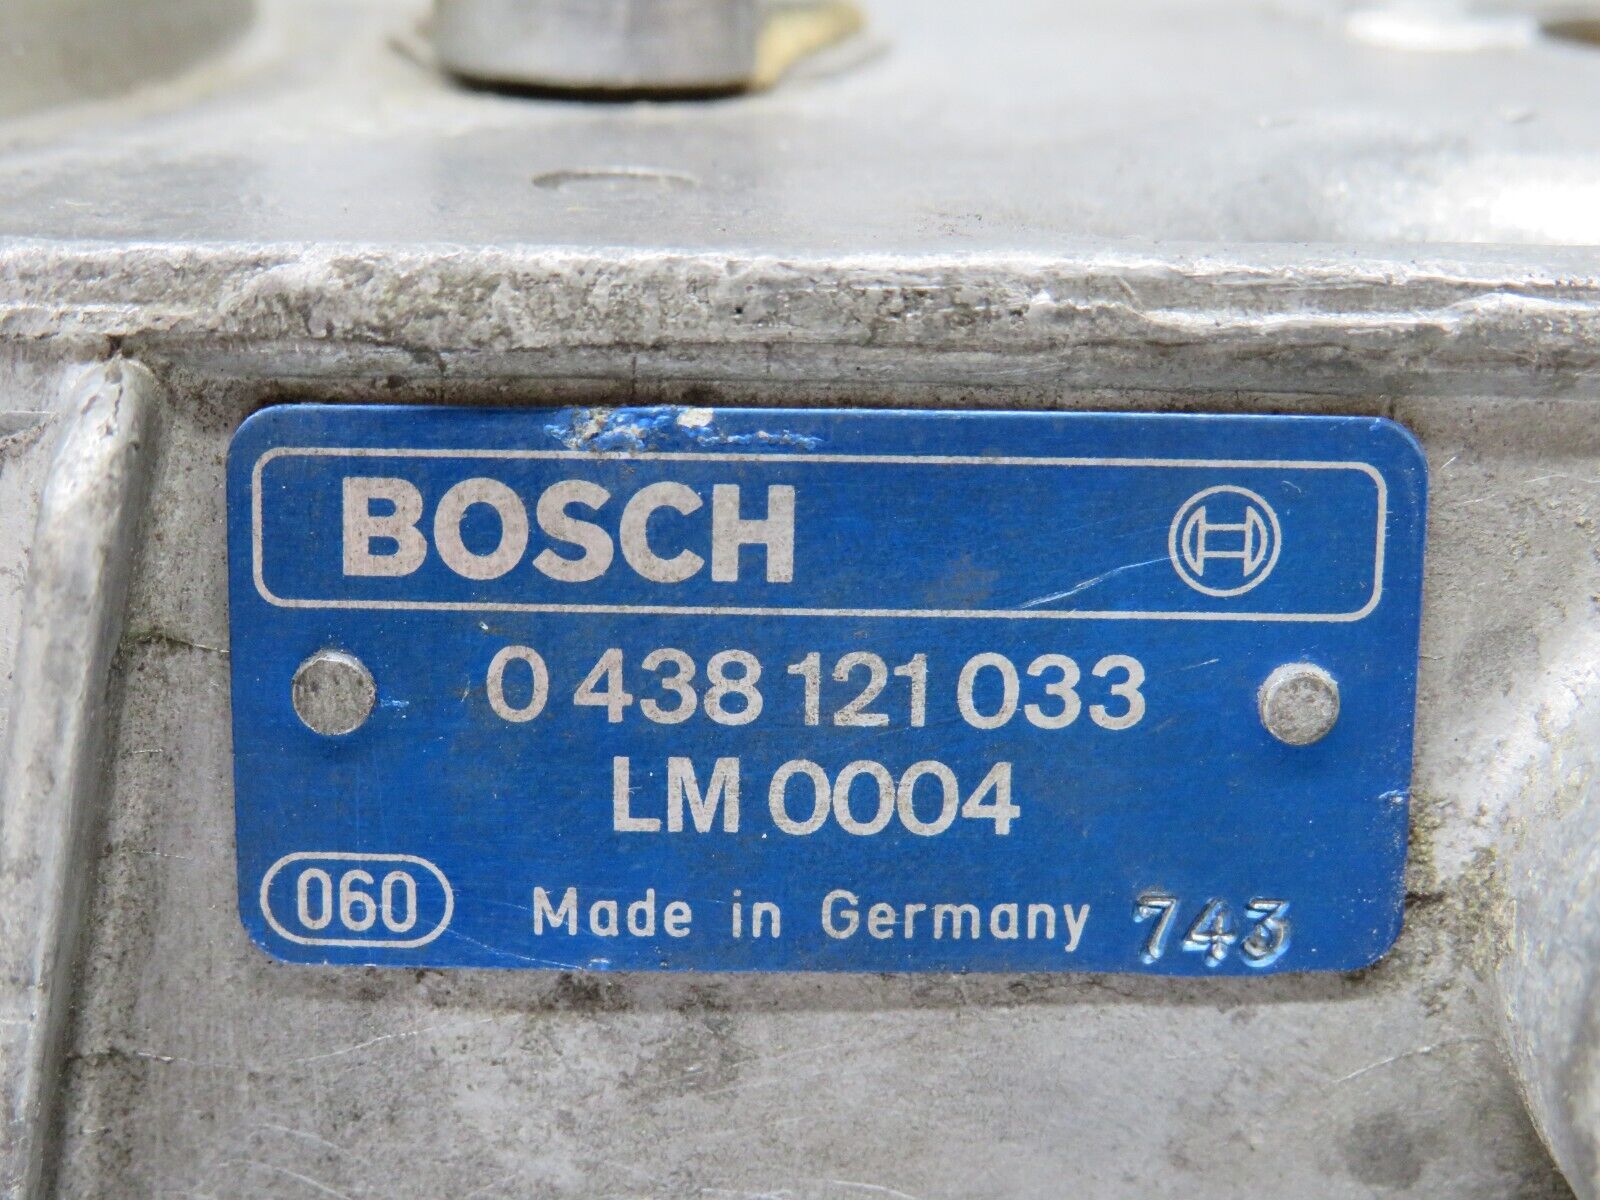 BOSCH
0 438 121 033
LM 0004
060 Made in Germany 743